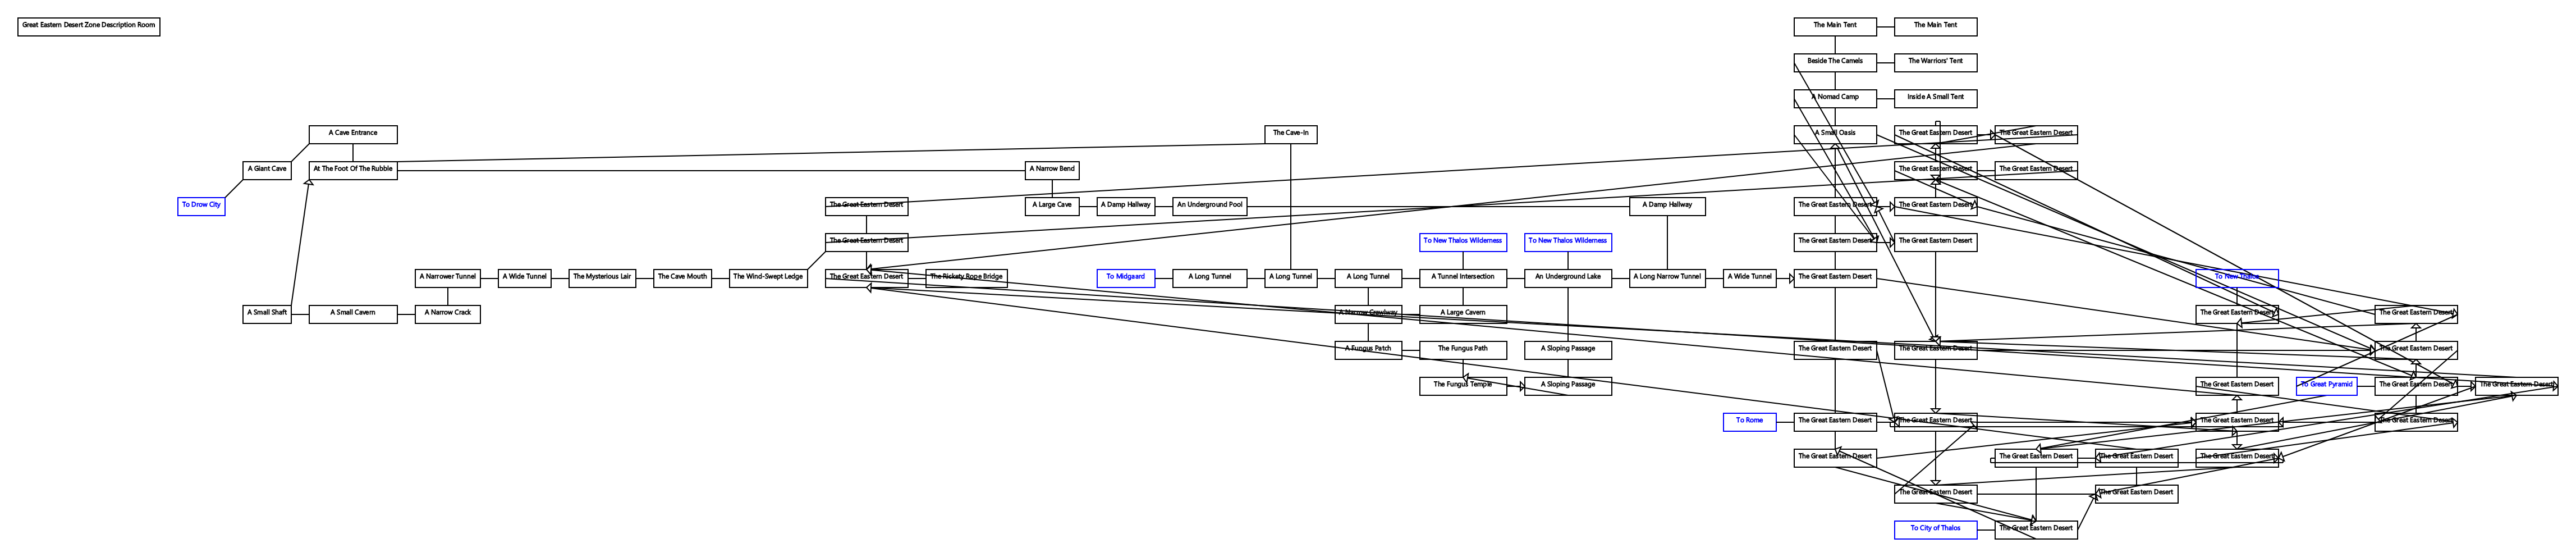 Great Eastern Desert Zone Description Room
The Main Tent
The Main Tent
Beside The Camels
The Warriors' Tent
A Nomad Camp
Inside A Small Tent
A Cave Entrance
The Cave-In
A Small Oasis
The Great Eastern Desert
The Great Eastern Desert
A Giant Cave
At The Foot Of The Rubble
A Narrow Bend
The Great Eastern Desert
The Great Eastern Desert
To Drow City
The Great Eastern Desert
A Large Cave
A Damp Hallway
An Underground Pool
A Damp Hallway
The Great Eastern Desert
The Great Eastern Desert
The Great Eastern Desert
To New Thalos Wilderness
To New Thalos Wilderness
The Great Eastern Desert
The Great Eastern Desert
A Narrower Tunnel
A Wide Tunnel
The Mysterious Lair
The Cave Mouth
The Wind-Swept Ledge
The Great Eastern Desert
The Rickety Rope Bridge
To Midgaard
A Long Tunnel
A Long Tunnel
A Long Tunnel
A Tunnel Intersection
An Underground Lake
A Long Narrow Tunnel
A Wide Tunnel
The Great Eastern Desert
To New Thalos
A Small Shaft
A Small Cavern
A Narrow Crack
A Narrow Crawlway
A Large Cavern
The Great Eastern Desert
The Great Eastern Desert
A Fungus Patch
The Fungus Path
A Sloping Passage
The Great Eastern Desert
The Great Eastern Desert
The Great Eastern Desert
The Fungus Temple
A Sloping Passage
The Great Eastern Desert
To Great Pyramid
The Great Eastern Desert
The Great Eastern Desert
To Rome
The Great Eastern Desert
The Great Eastern Desert
The Great Eastern Desert
The Great Eastern Desert
The Great Eastern Desert
The Great Eastern Desert
The Great Eastern Desert
The Great Eastern Desert
The Great Eastern Desert
The Great Eastern Desert
To City of Thalos
The Great Eastern Desert